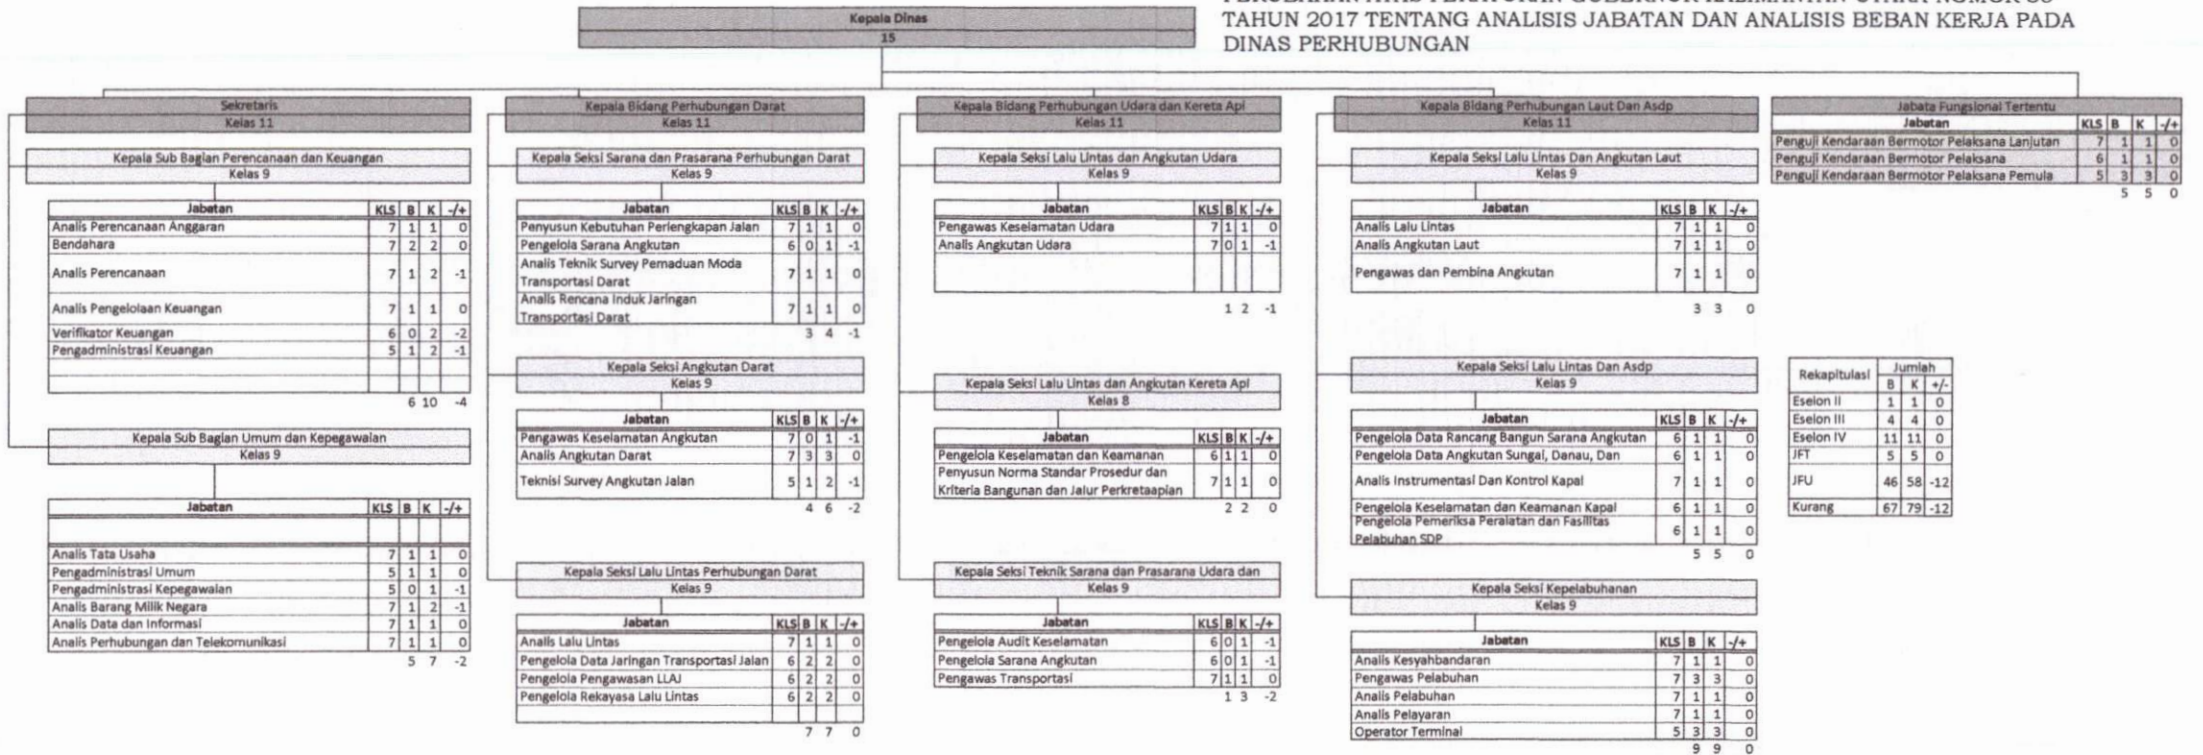 TAHUN 2017 TENTANG ANALISIS JABATAN DAN ANALISIS BEBAN KERJA PADA
DINAS PERHUBUNGAN
Kepala Dinas
15
Sekretaris
Kelas 11
Kepala Sub Bagian Perencanaan dan Keuangan
Kelas 9
Jabatan KLS B K -/+
Analis Perencanaan Anggaran 7 1 1 0
Bendahara 7 2 2 0
Analis Perencanaan 7 1 2 -1
Analis Pengelolaan Keuangan 7 1 1 0
Verifikator Keuangan 6 0 2 -2
Pengadministrasi Keuangan 5 1 2 -1
6 10 -4
Kepala Sub Bagian Umum dan Kepegawaian
Kelas 9
Jabatan KLS B K -/+
Analis Tata Usaha 7 1 1 0
Pengadministrasi Umum 5 1 1 0
Pengadministrasi Kepegawaian 5 0 1 -1
Analis Barang Milik Negara 7 1 2 -1
Analis Data dan Informasi 7 1 1 0
Analis Perhubungan dan Telekomunikasi 7 1 1 0
5 7 -2
Kepala Bidang Perhubungan Darat
Kelas 11
Kepala Seksi Sarana dan Prasarana Perhubungan Darat
Kelas 9
Jabatan KLS B K -/+
Penyusun Kebutuhan Perlengkapan Jalan 7 1 1 0
Pengelola Sarana Angkutan 6 0 1 -1
Analis Teknik Survey Pemaduan Moda
Transportasi Darat 7 1 1 0
Analis Rencana Induk Jaringan
Transportasi Darat 7 1 1 0
3 4 -1
Kepala Seksi Angkutan Darat
Kelas 9
Jabatan KLS B K -/+
Pengawas Keselamatan Angkutan 7 0 1 -1
Analis Angkutan Darat 7 3 3 0
Teknisi Survey Angkutan Jalan 5 1 2 -1
4 6 -2
Kepala Seksi Lalu Lintas Perhubungan Darat
Kelas 9
Jabatan KLS B K -/+
Analis Lalu Lintas 7 1 1 0
Pengelola Data Jaringan Transportasi Jalan 6 2 2 0
Pengelola Pengawasan LLAJ 6 2 2 0
Pengelola Rekayasa Lalu Lintas 6 2 2 0
7 7 0
Kepala Bidang Perhubungan Udara dan Kereta Api
Kelas 11
Kepala Seksi Lalu Lintas dan Angkutan Udara
Kelas 9
Jabatan KLS B K -/+
Pengawas Keselamatan Udara 7 1 1 0
Analis Angkutan Udara 7 0 1 -1
1 2 -1
Kepala Seksi Lalu Lintas dan Angkutan Kereta Api
Kelas 8
Jabatan KLS B K -/+
Pengelola Keselamatan dan Keamanan 6 1 1 0
Penyusun Norma Standar Prosedur dan
Kriteria Bangunan dan Jalur Perkretaapian 7 1 1 0
2 2 0
Kepala Seksi Teknik Sarana dan Prasarana Udara dan
Kelas 9
Jabatan KLS B K -/+
Pengelola Audit Keselamatan 6 0 1 -1
Pengelola Sarana Angkutan 6 0 1 -1
Pengawas Transportasi 7 1 1 0
1 3 -2
Kepala Bidang Perhubungan Laut Dan Asdp
Kelas 11
Kepala Seksi Lalu Lintas Dan Angkutan Laut
Kelas 9
Jabatan KLS B K -/+
Analis Lalu Lintas 7 1 1 0
Analis Angkutan Laut 7 1 1 0
Pengawas dan Pembina Angkutan 7 1 1 0
3 3 0
Kepala Seksi Lalu Lintas Dan Asdp
Kelas 9
Jabatan KLS B K -/+
Pengelola Data Rancang Bangun Sarana Angkutan 6 1 1 0
Pengelola Data Angkutan Sungai, Danau, Dan 6 1 1 0
Analis Instrumentasi Dan Kontrol Kapal 7 1 1 0
Pengelola Keselamatan dan Keamanan Kapal 6 1 1 0
Pengelola Pemeriksa Peralatan dan Fasilitas
Pelabuhan SDP 6 1 1 0
5 5 0
Kepala Seksi Kepelabuhanan
Kelas 9
Jabatan KLS B K -/+
Analis Kesyahbandaran 7 1 1 0
Pengawas Pelabuhan 7 3 3 0
Analis Pelabuhan 7 1 1 0
Analis Pelayaran 7 1 1 0
Operator Terminal 5 3 3 0
9 9 0
Jabata Fungsional Tertentu
Jabatan KLS B K -/+
Penguji Kendaraan Bermotor Pelaksana Lanjutan 7 1 1 0
Penguji Kendaraan Bermotor Pelaksana 6 1 1 0
Penguji Kendaraan Bermotor Pelaksana Pemula 5 3 3 0
5 5 0
Rekapitulasi Jumlah
B K +/-
Eselon II 1 1 0
Eselon III 4 4 0
Eselon IV 11 11 0
JFT 5 5 0
JFU 46 58 -12
Kurang 67 79 -12